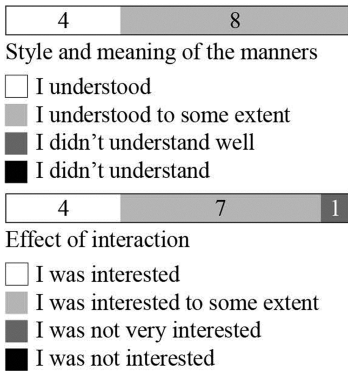 4 8
Style and meaning of the manners
I understood
I understood to some extent
I didn't understand well
I didn't understand
4 7 1
Effect of interaction
I was interested
I was interested to some extent
I was not very interested
I was not interested